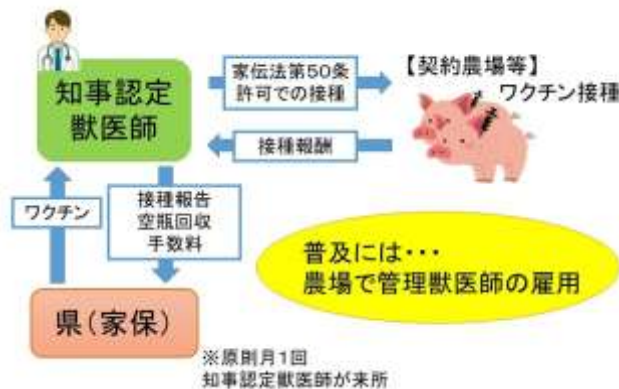 知事認定
獣医師
家伝法第50条
許可での接種
【契約農場等】
ワクチン接種
接種報酬
ワクチン
接種報告
空瓶回収
手数料
普及には・・・
農場で管理獣医師の雇用
県(家保)
※原則月1回
知事認定獣医師が来所